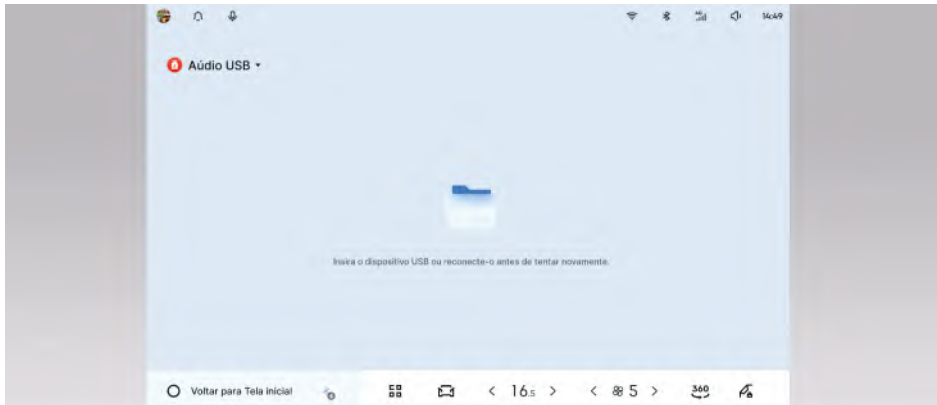 14:49
Aúdio USB
Insira o dispositivo USB ou reconecte-o antes de tentar novamente.
Voltar para Tela Inicial
16.5
5
360